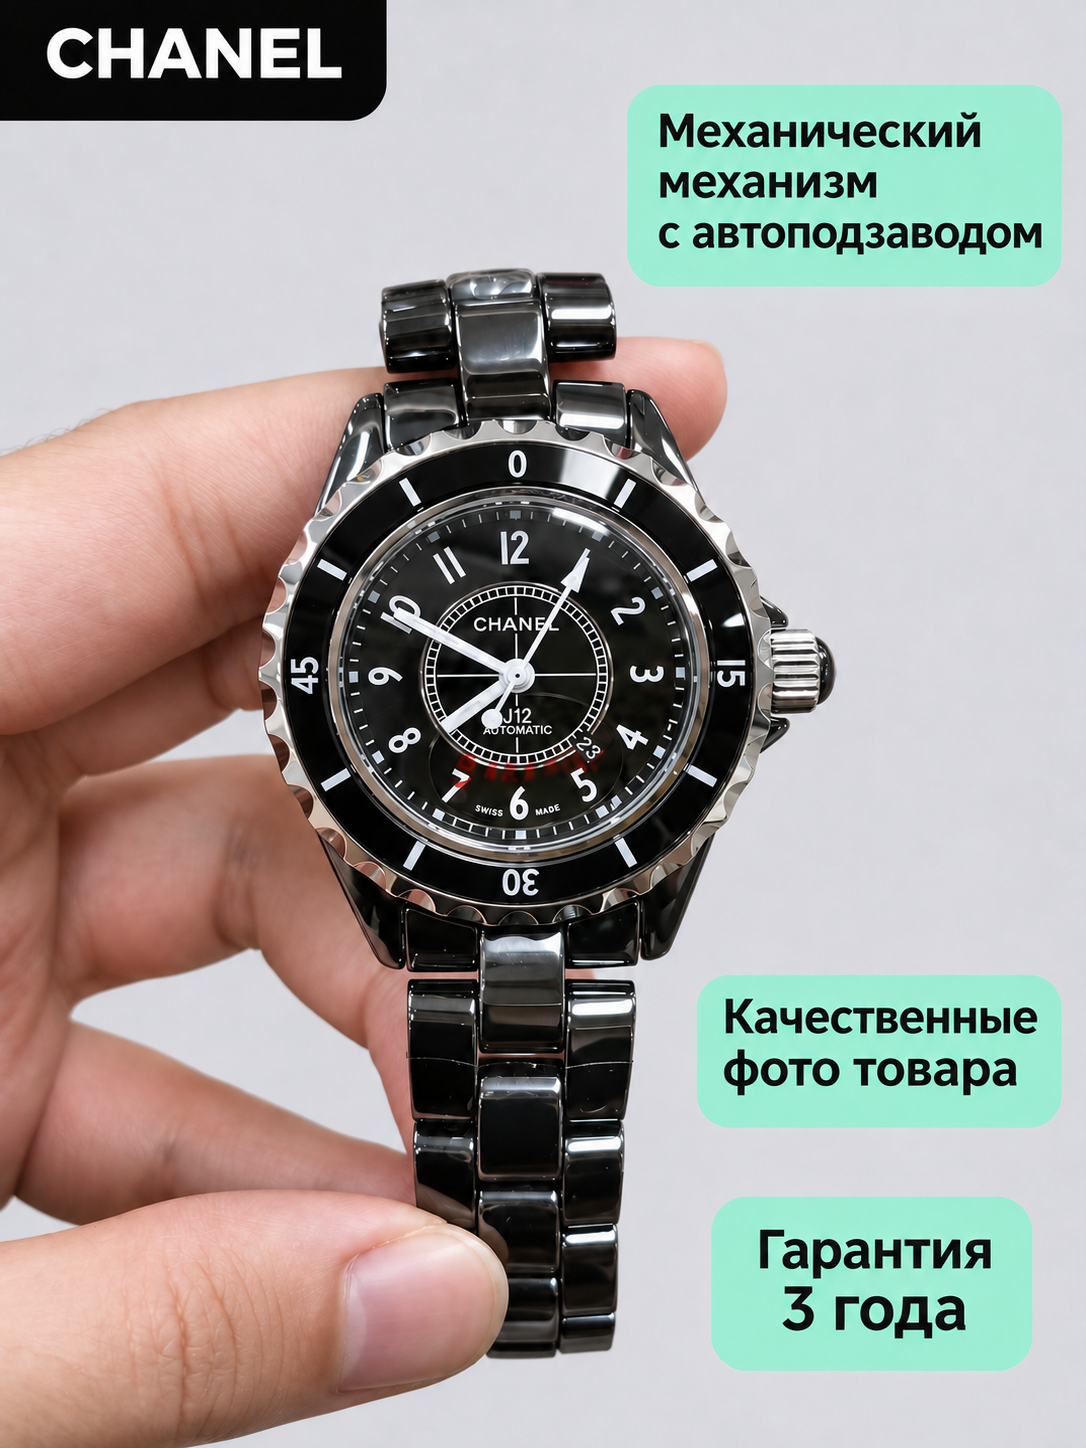 CHANEL
Механический
механизм
с автоподзаводом
0
12
11
2
10
CHANEL
45
9
3
15
J12
AUTOMATIC
8
4
23
7
5
6
SWISS MADE
30
Качественные
фото товара
Гарантия
3 года